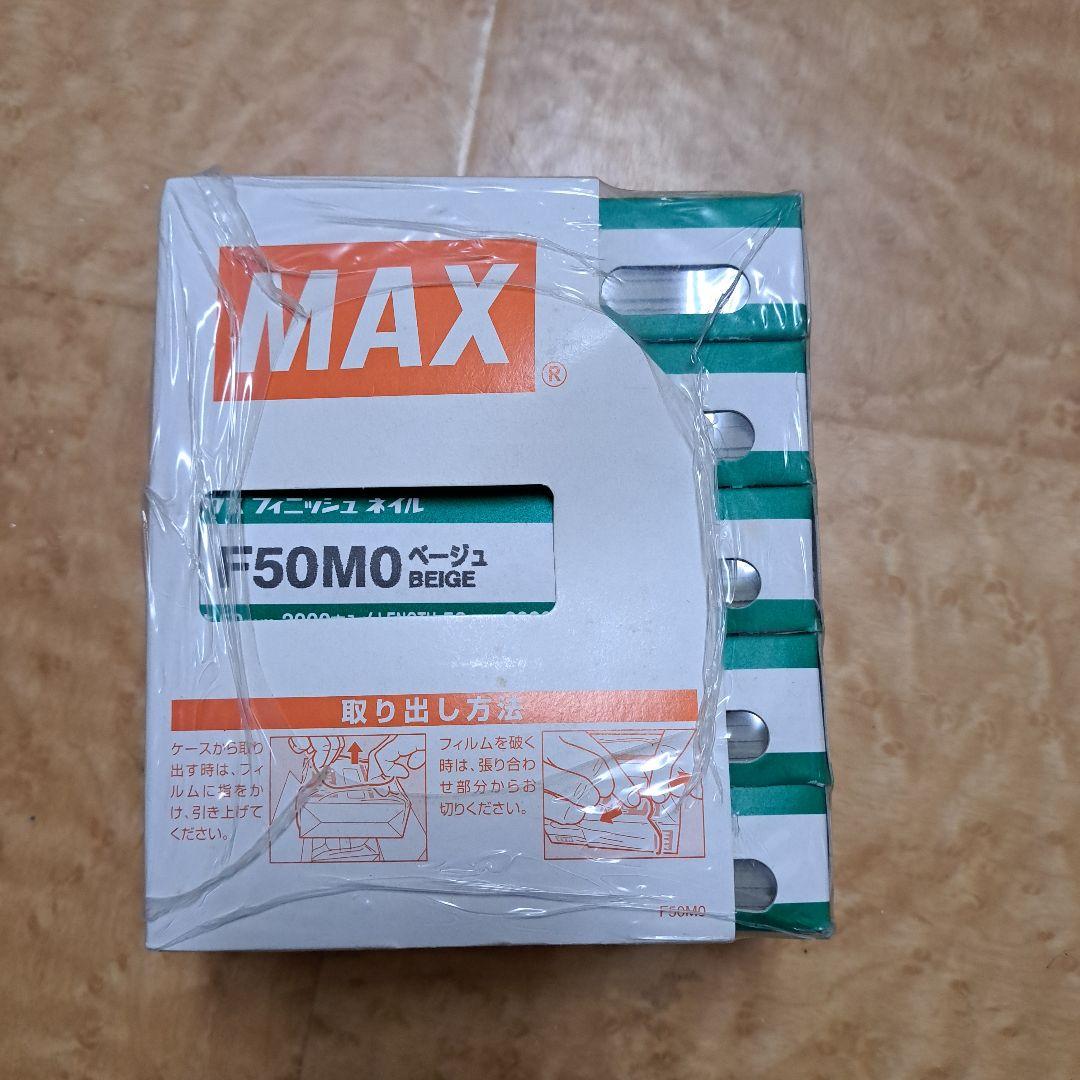 MAX
®
フィニッシュ ネイル
F50M0 ベージュ
BEIGE
取り出し方法
ケースから取り
出す時は、フィ
ルムに指をか
け、引き上げて
ください。
フィルムを破く
時は、張り合わ
せ部分からお
切りください。
F50M0